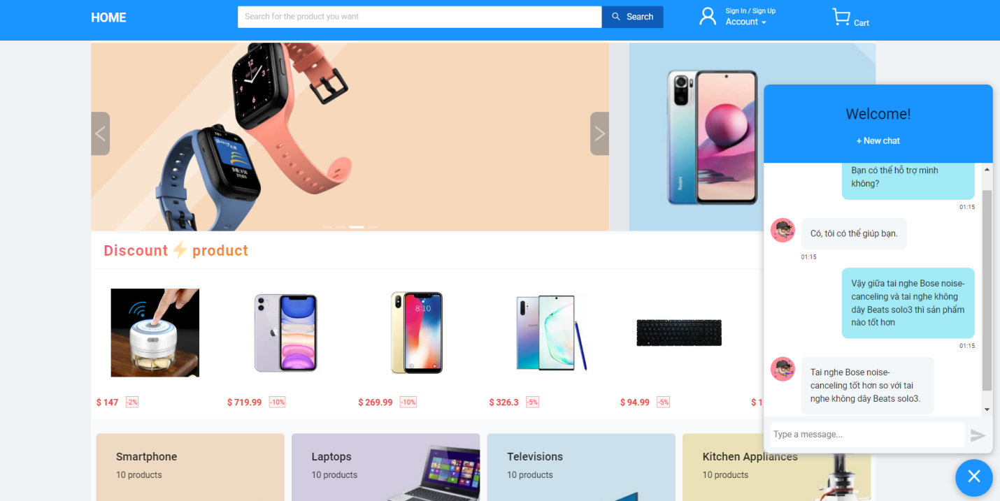 HOME
Search for the product you want
Search
Sign In / Sign Up
Account
Cart
Redmi
Welcome!
+ New chat
Bạn có thể hỗ trợ mình
không?
01:15
Có, tôi có thể giúp bạn.
01:15
Vậy giữa tai nghe Bose noise-
canceling và tai nghe không
dây Beats solo3 thì sản phẩm
nào tốt hơn
01:15
Tai nghe Bose noise-
canceling tốt hơn so với tai
nghe không dây Beats solo3.
Type a message...
Discount product
8:10
$ 147 -2%
$ 719.99 -10%
$ 269.99 -10%
$ 326.3 -5%
$ 94.99 -5%
$ 1
Smartphone
10 products
Laptops
10 products
Televisions
10 products
Kitchen Appliances
10 products